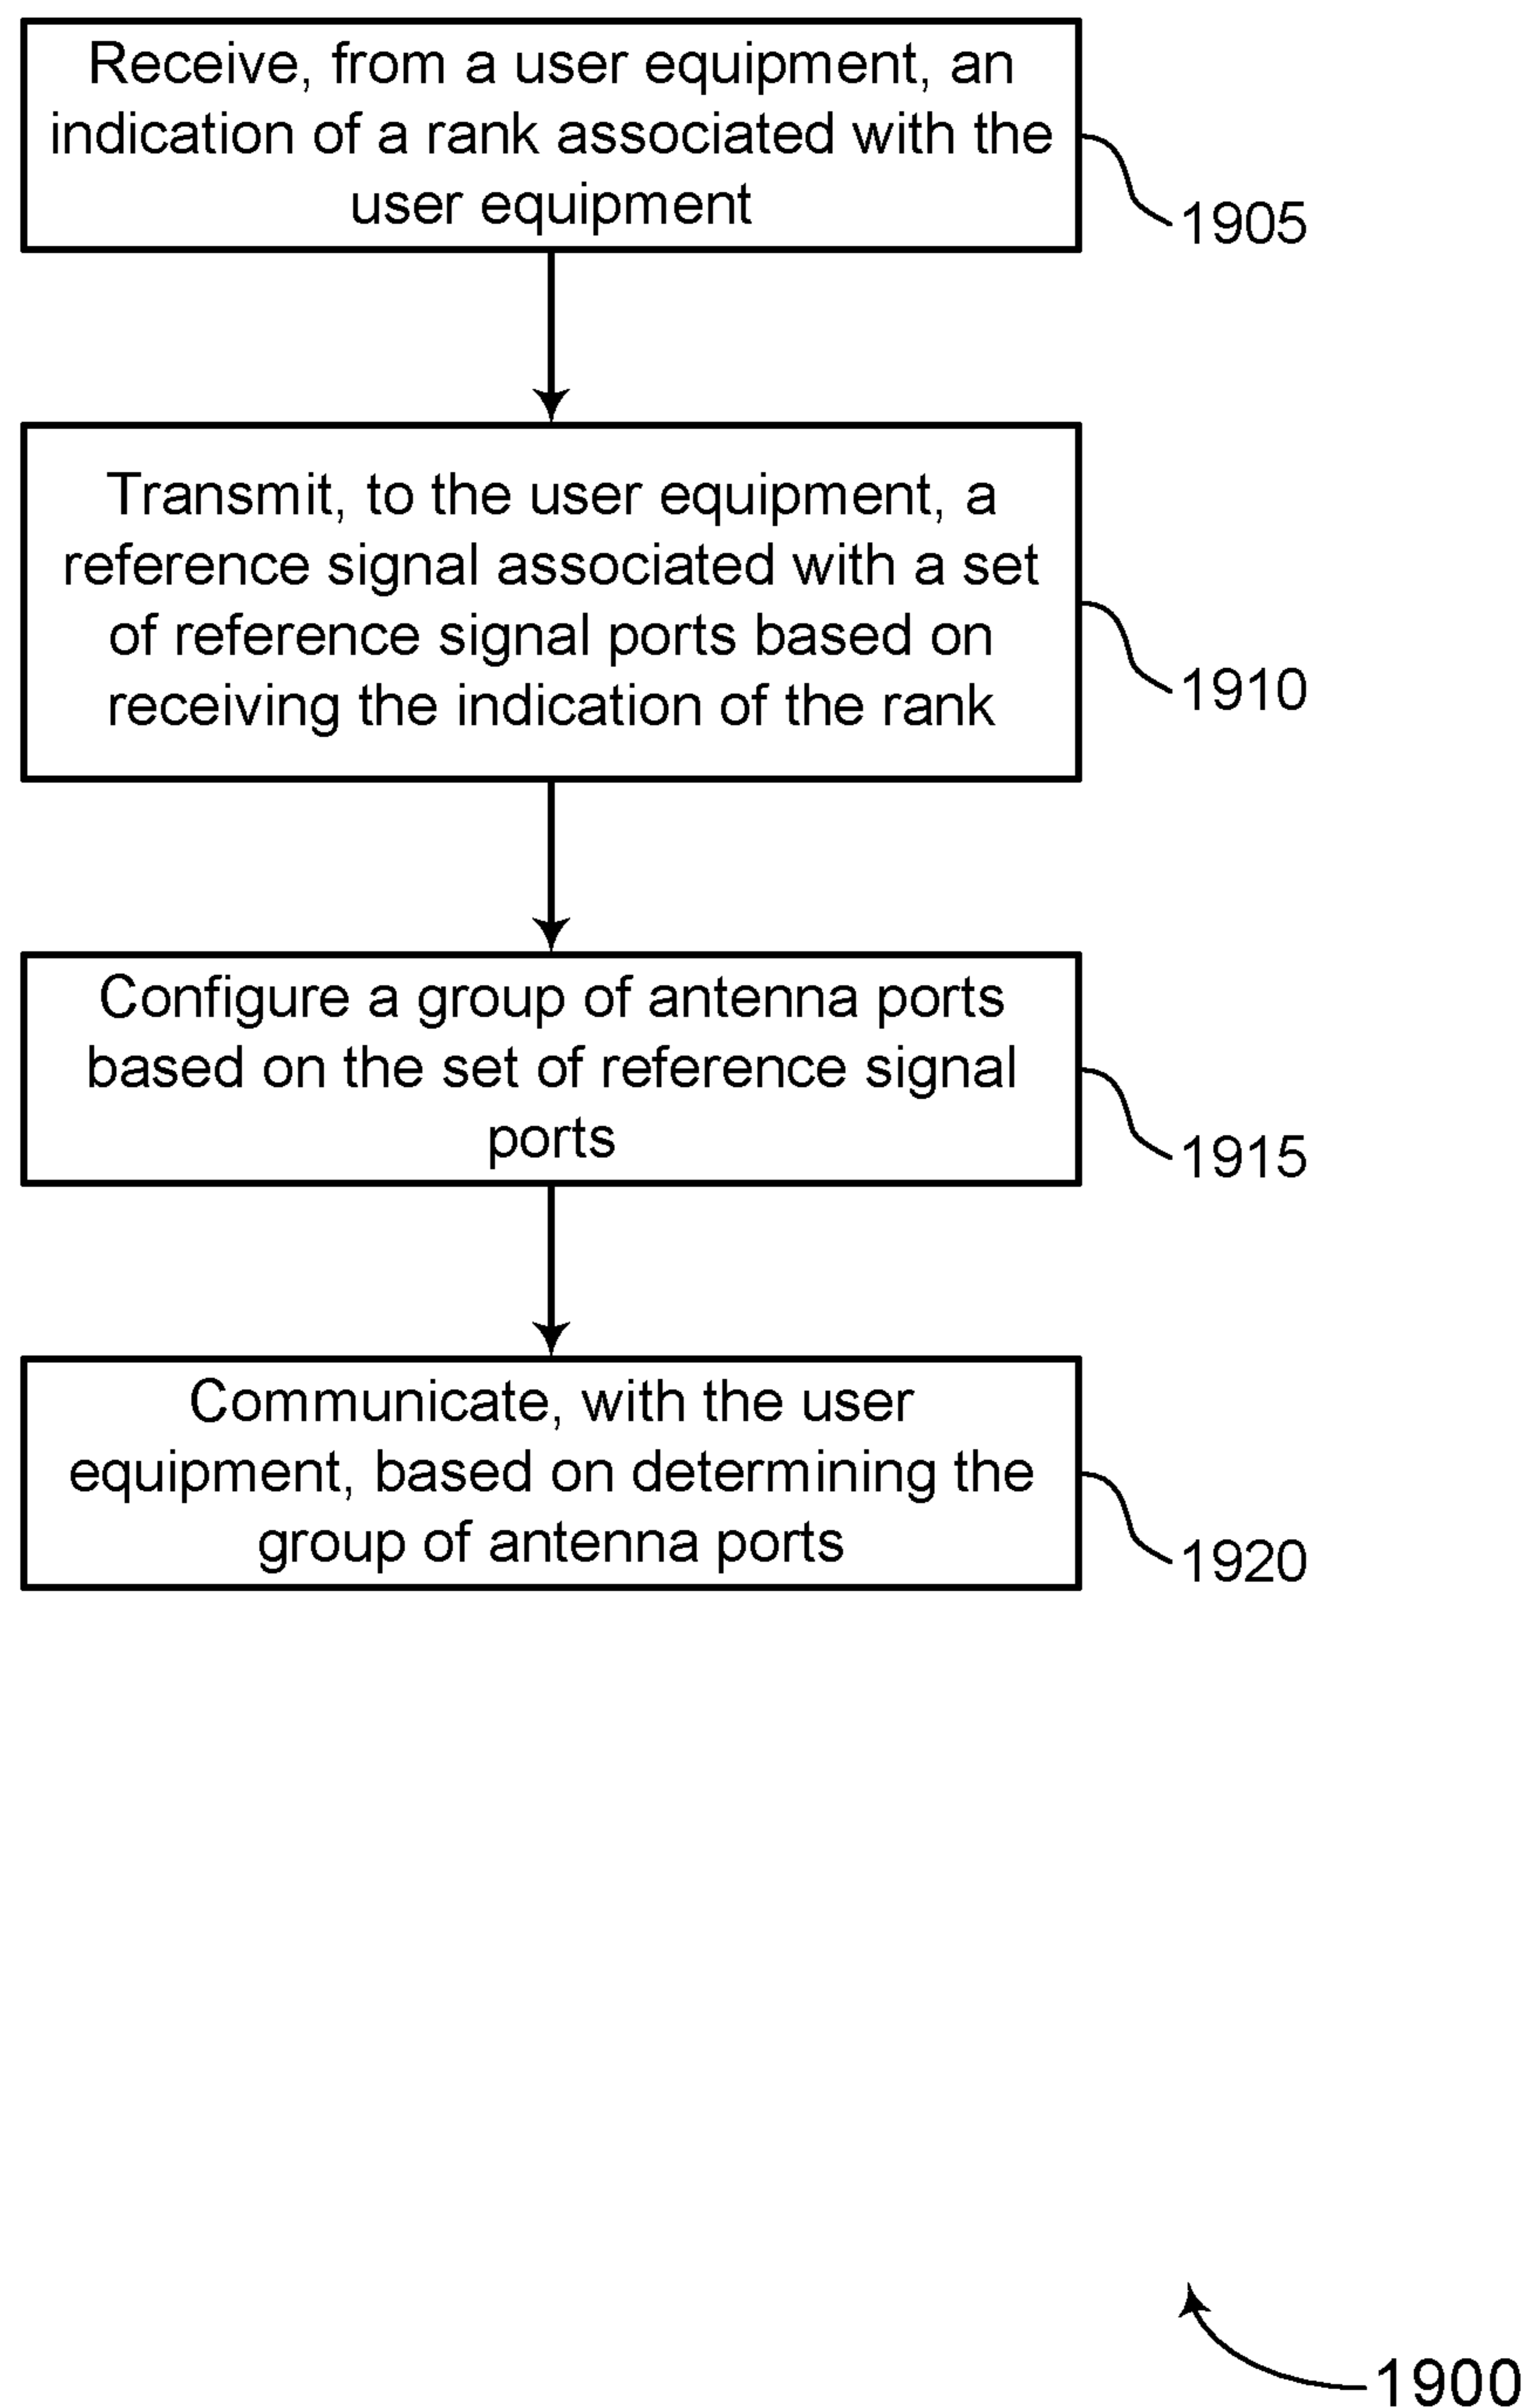 Receive, from a user equipment, an
indication of a rank associated with the
user equipment
1905
Transmit, to the user equipment, a
reference signal associated with a set
of reference signal ports based on
receiving the indication of the rank
1910
Configure a group of antenna ports
based on the set of reference signal
ports
1915
Communicate, with the user
equipment, based on determining the
group of antenna ports
1920
1900